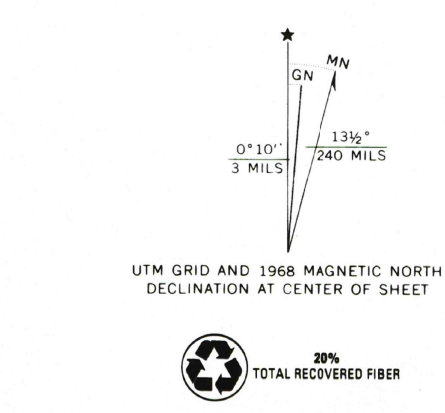 ★
MN
GN
0°10'
3 MILS
13½°
240 MILS
UTM GRID AND 1968 MAGNETIC NORTH
DECLINATION AT CENTER OF SHEET
20%
TOTAL RECOVERED FIBER